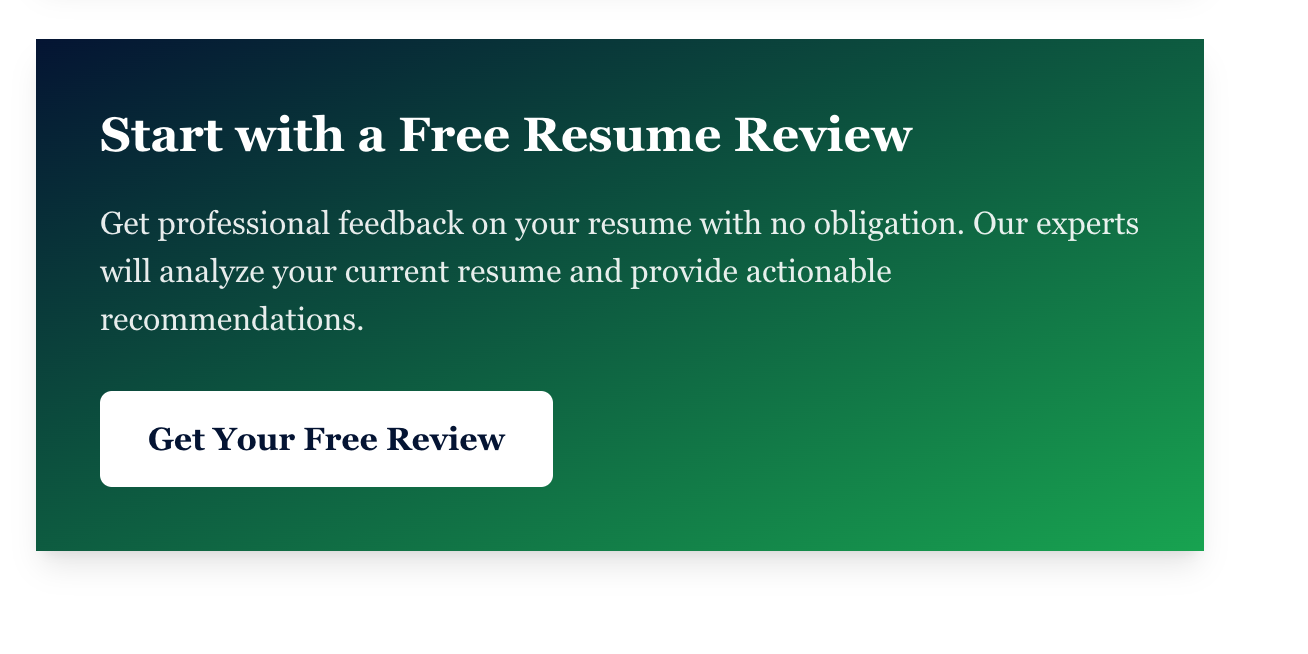 Start with a Free Resume Review
Get professional feedback on your resume with no obligation. Our experts
will analyze your current resume and provide actionable
recommendations.
Get Your Free Review